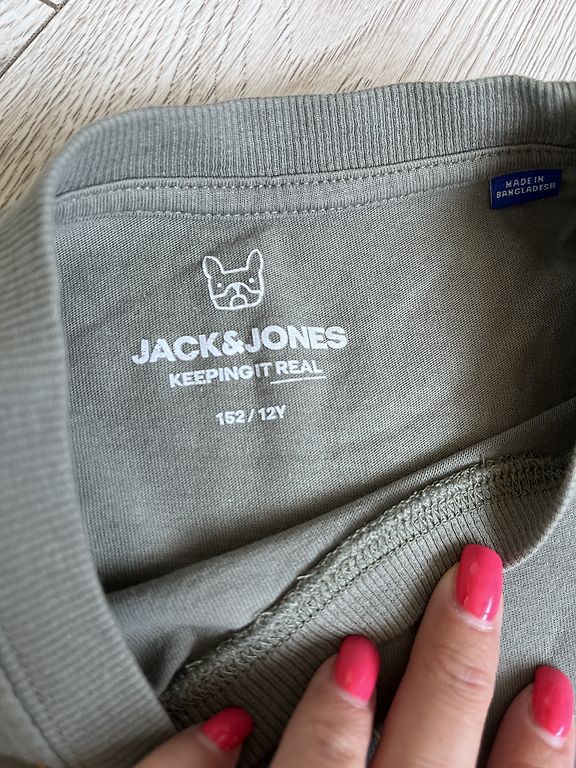 MADE IN
BANGLADESH
JACK&JONES
KEEPING IT REAL
152/12Y